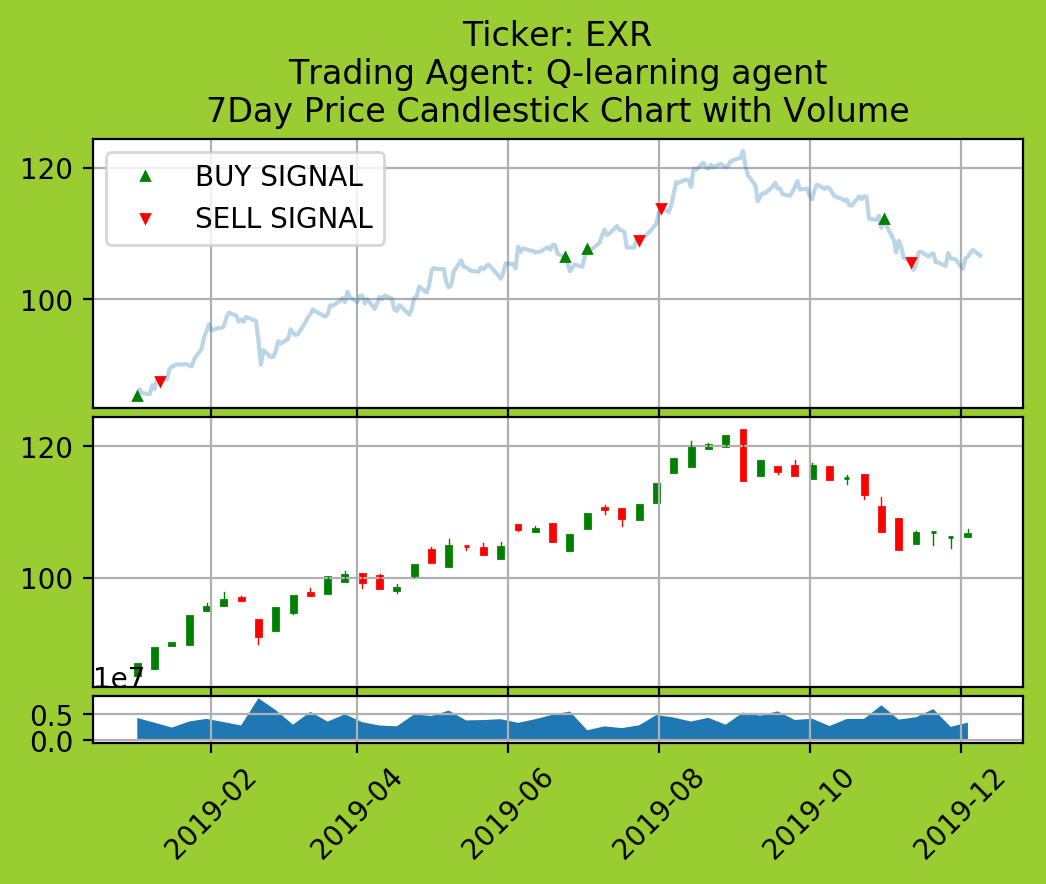 Ticker: EXR
Trading Agent: Q-learning agent
7Day Price Candlestick Chart with Volume
BUY SIGNAL
SELL SIGNAL
120
100
120
100
1e7
0.5
0.0
2019-02
2019-04
2019-06
2019-08
2019-10
2019-12